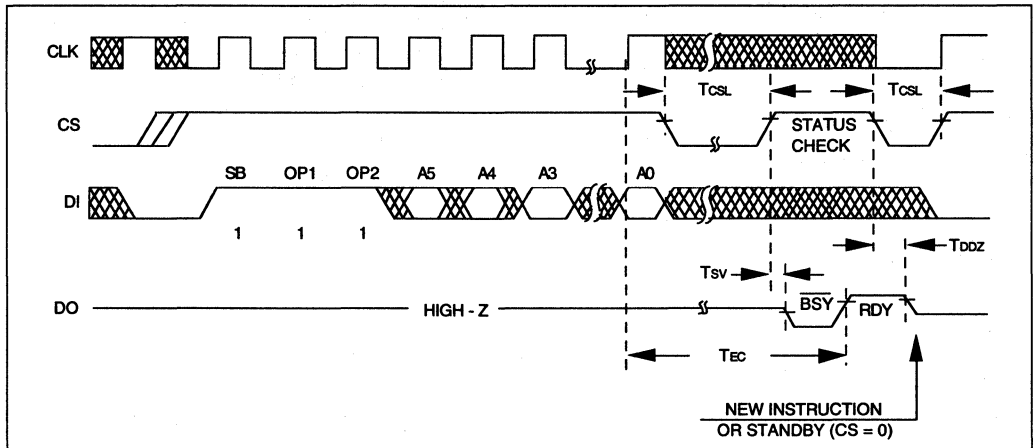 CLK
TCSL TCSL
CS STATUS CHECK
SB OP1 OP2 A5 A4 A3 A0
DI
1 1 1
TDDZ
TSV
DO HIGH - Z BSY RDY
TEC
NEW INSTRUCTION
OR STANDBY (CS = 0)